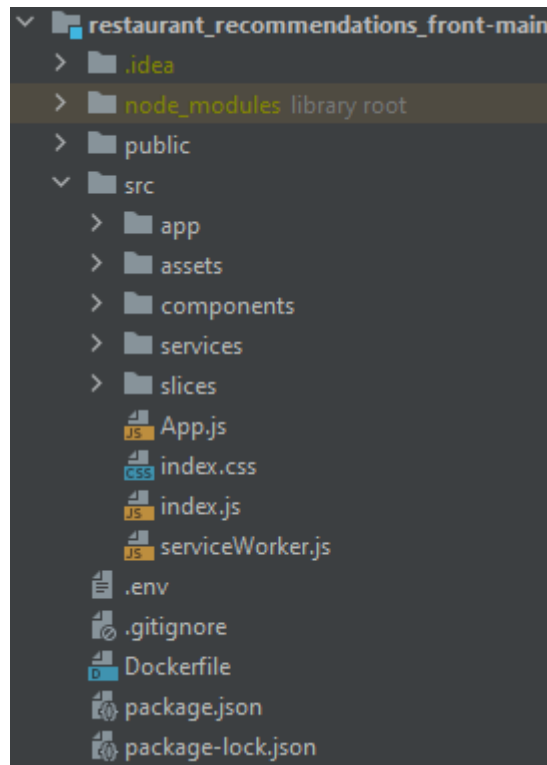 restaurant_recommendations_front-main
.idea
node_modules library root
public
src
app
assets
components
services
slices
JS App.js
CSS index.css
JS index.js
JS serviceWorker.js
.env
.gitignore
D Dockerfile
package.json
package-lock.json